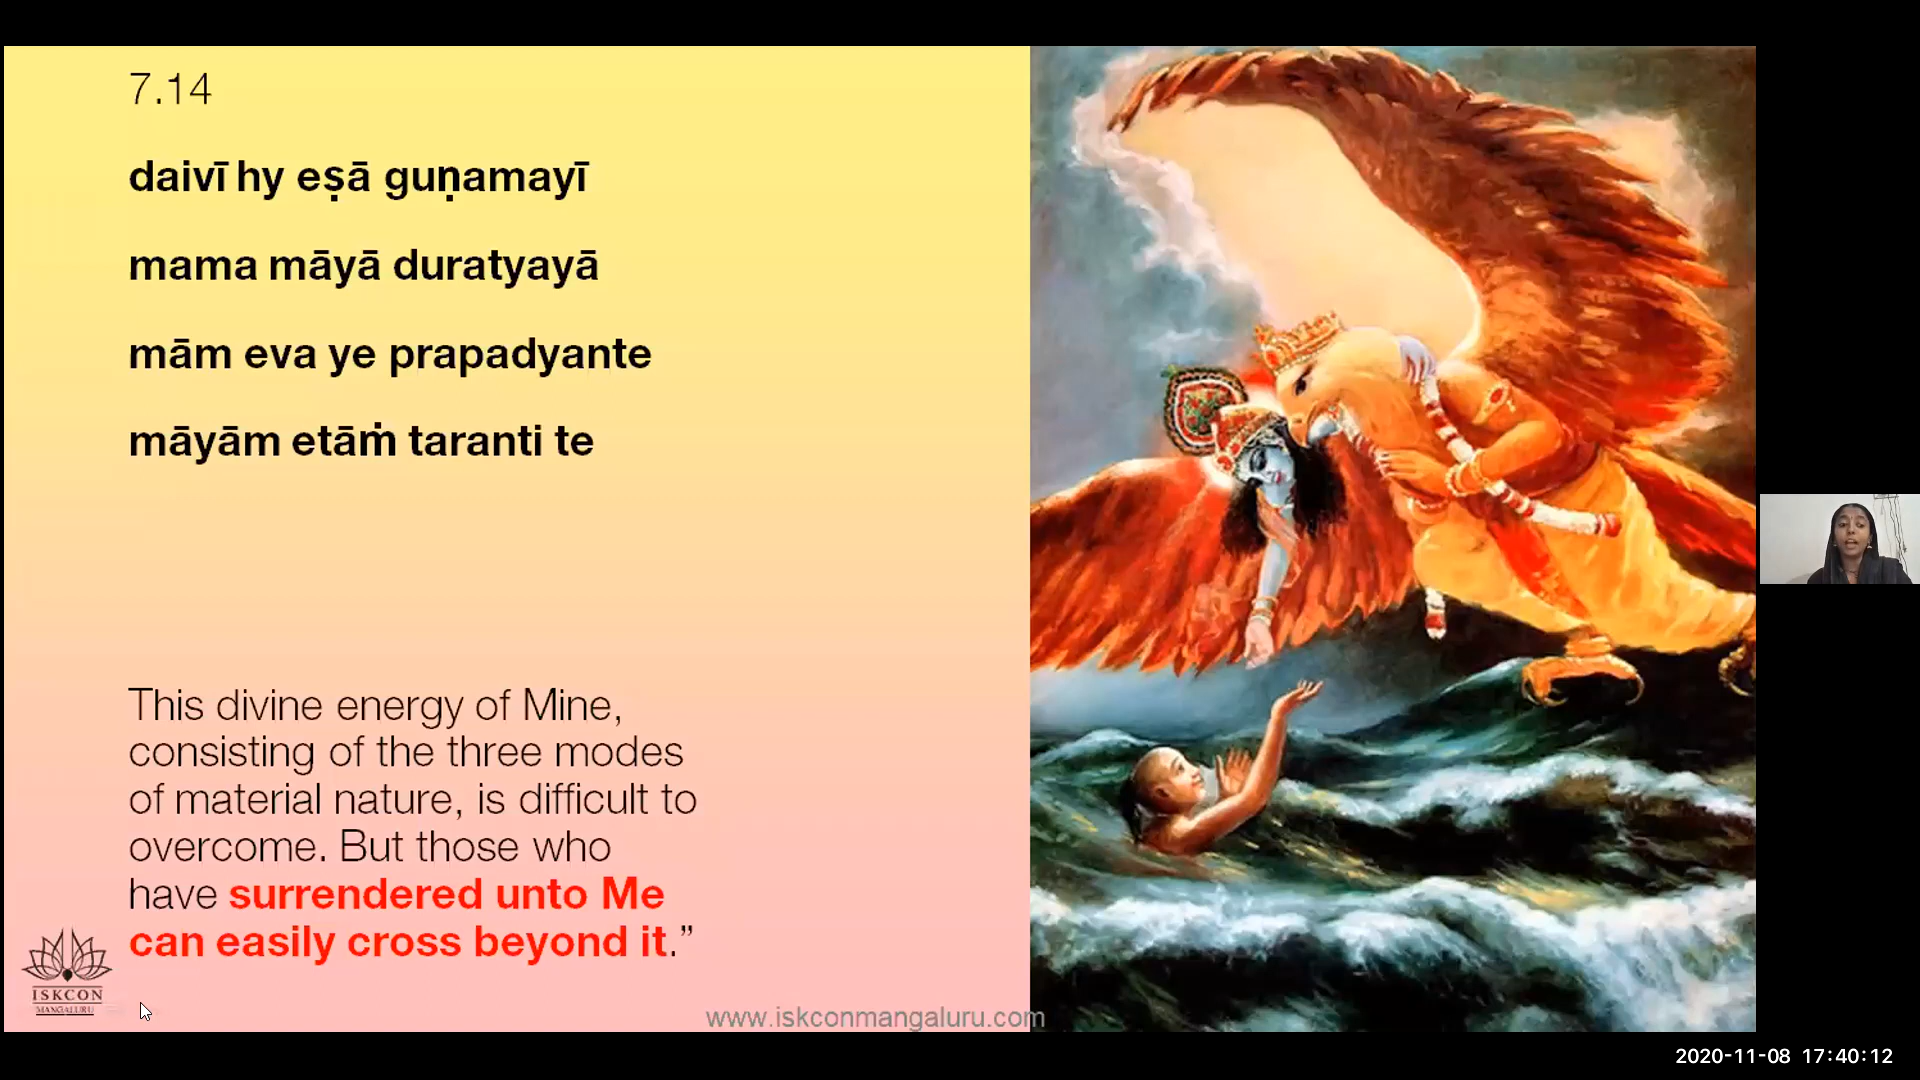 7.14
daivī hy eṣā guṇamayī
mama māyā duratyayā
mām eva ye prapadyante
māyām etāṁ taranti te
This divine energy of Mine,
consisting of the three modes
of material nature, is difficult to
overcome. But those who
have surrendered unto Me
can easily cross beyond it.”
ISKCON
MANGALURU
www.iskconmangaluru.com
2020-11-08 17:40:12